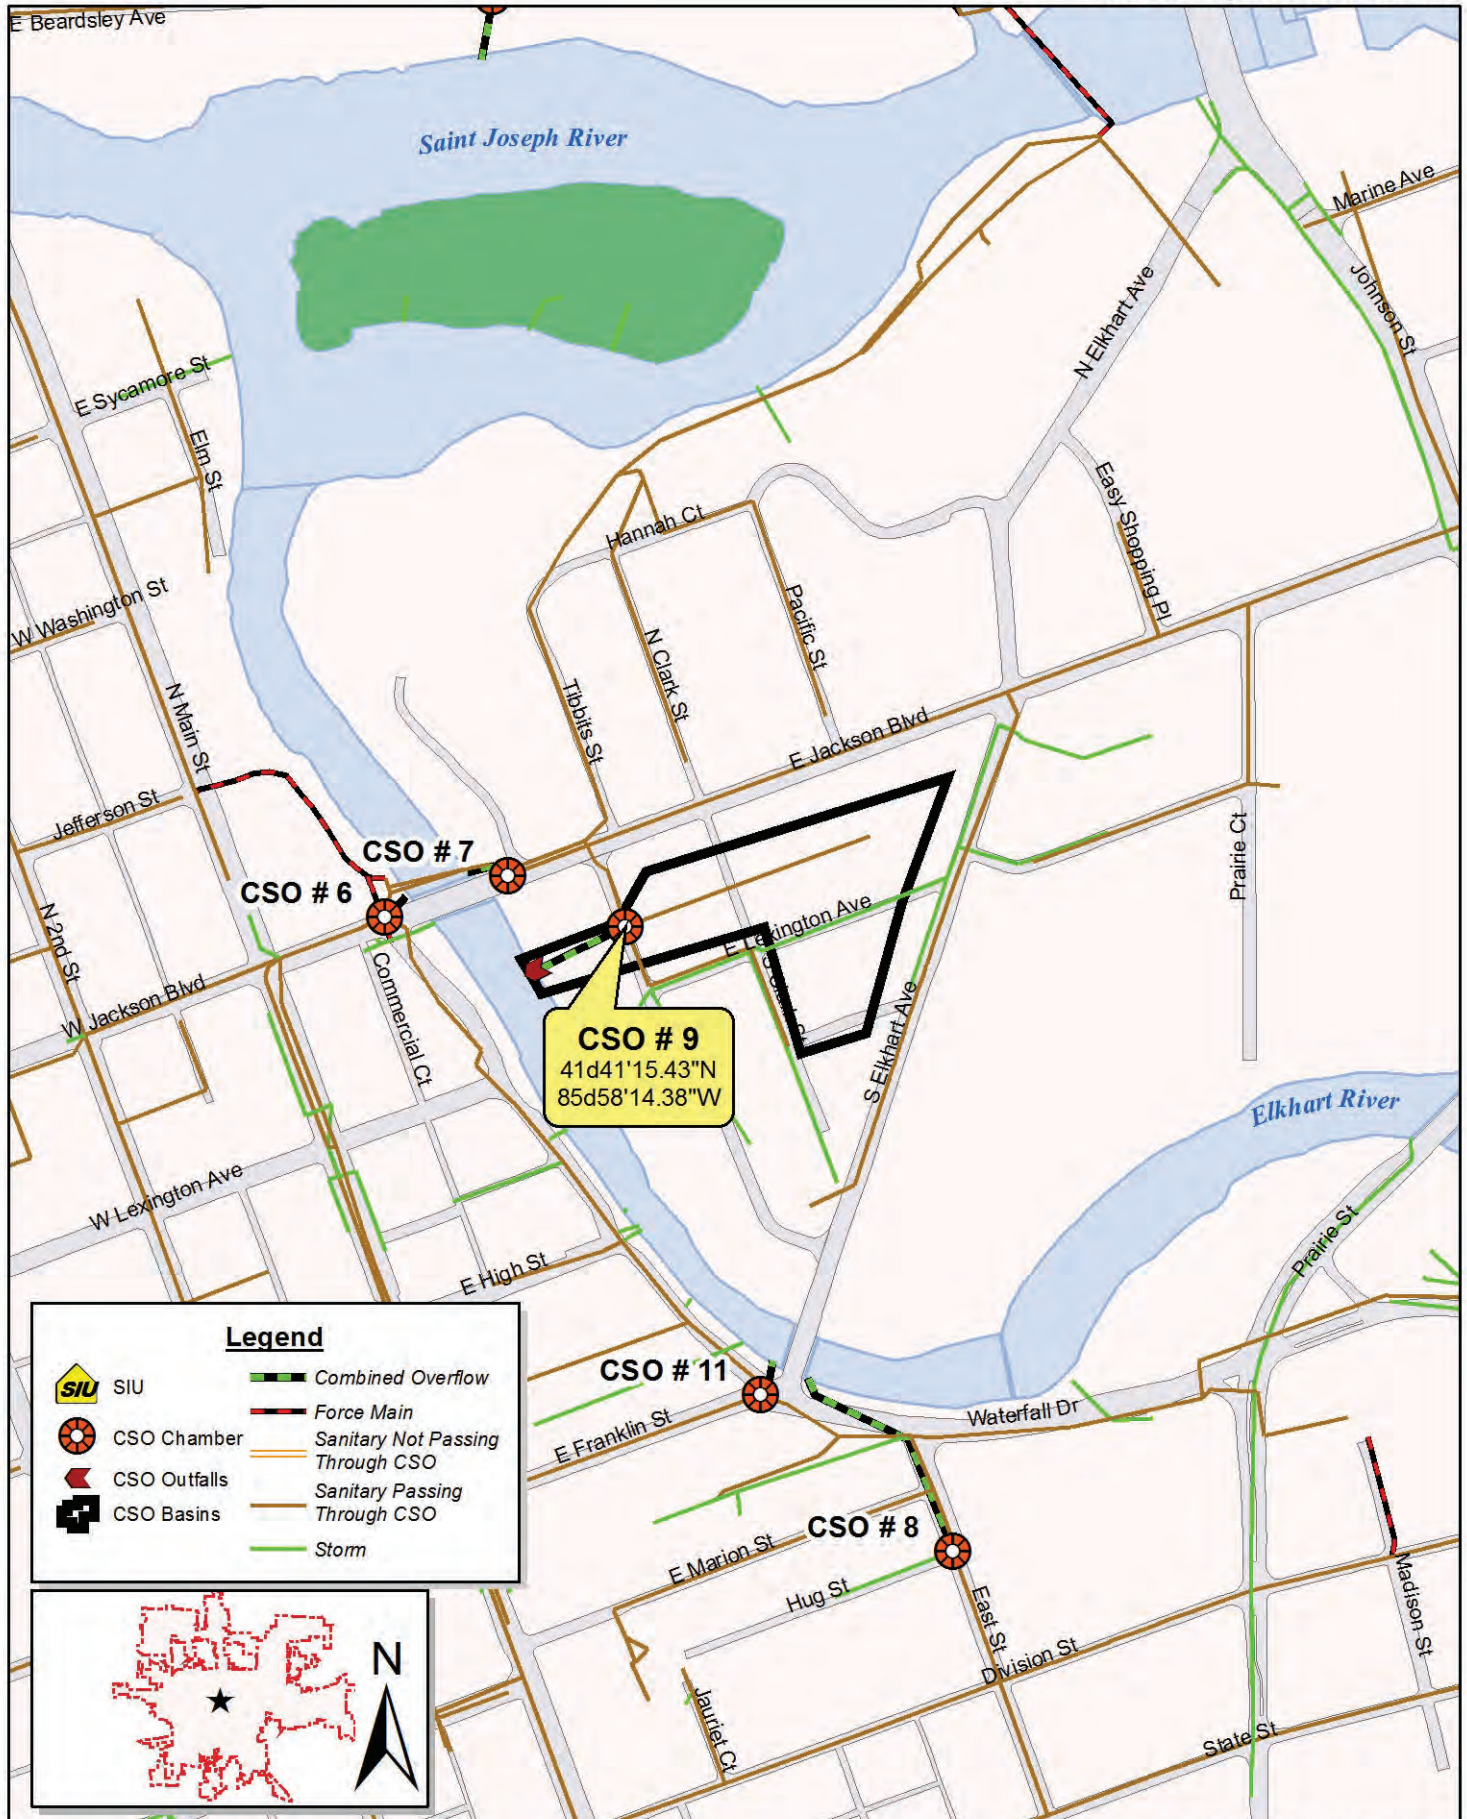 E Beardsley Ave
Saint Joseph River
Marine Ave
Johnson St
N Elkhart Ave
E Sycamore St
Elm St
Easy Shopping Pl
Hannah Ct
Pacific St
W Washington St
N Clark St
Tibbits St
N Main St
E Jackson Blvd
Jefferson St
Prairie Ct
CSO # 7
CSO # 6
N 2nd St
E Lexington Ave
S Clark St
Commercial Ct
W Jackson Blvd
S Elkhart Ave
CSO # 9
41d41'15.43"N
85d58'14.38"W
Elkhart River
W Lexington Ave
Prairie St
E High St
CSO # 11
Waterfall Dr
E Franklin St
CSO # 8
E Marion St
Hug St
East St
Madison St
Division St
Jauriet Ct
State St
Legend
SIU
SIU
CSO Chamber
CSO Outfalls
CSO Basins
Combined Overflow
Force Main
Sanitary Not Passing
Through CSO
Sanitary Passing
Through CSO
Storm
N